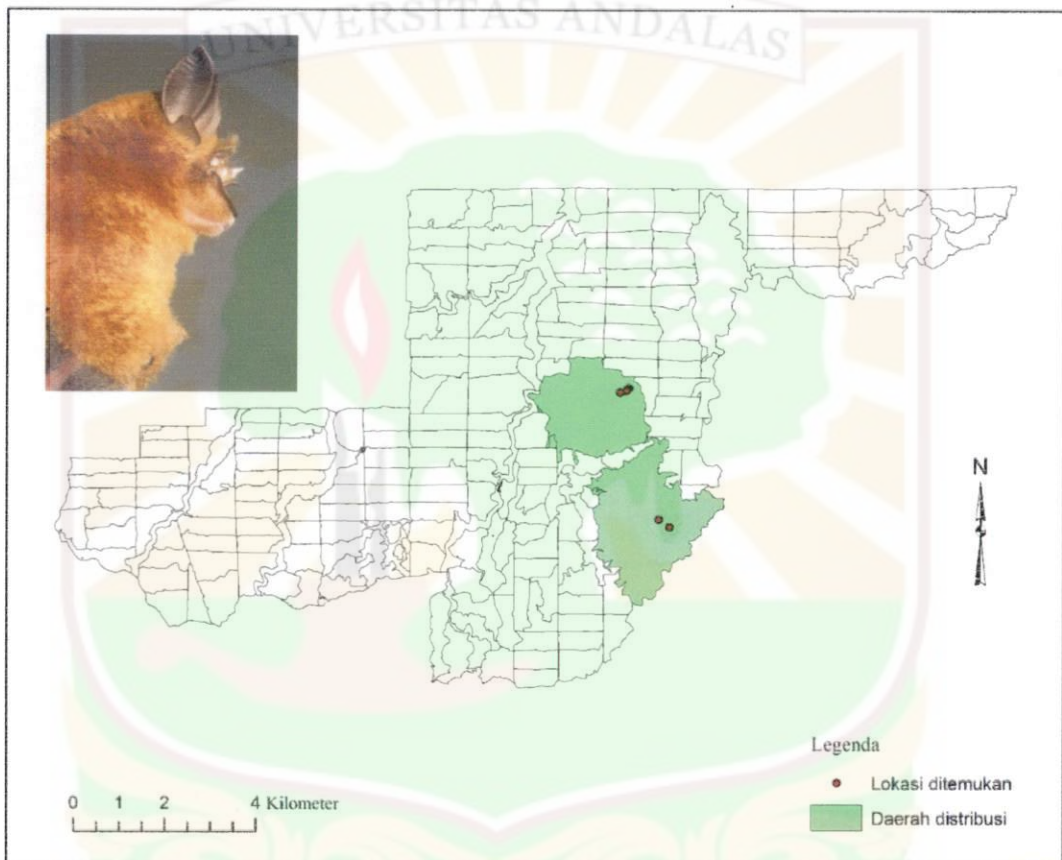 UNIVERSITAS ANDALAS
N
Legenda
Lokasi ditemukan
Daerah distribusi
0 1 2 4 Kilometer